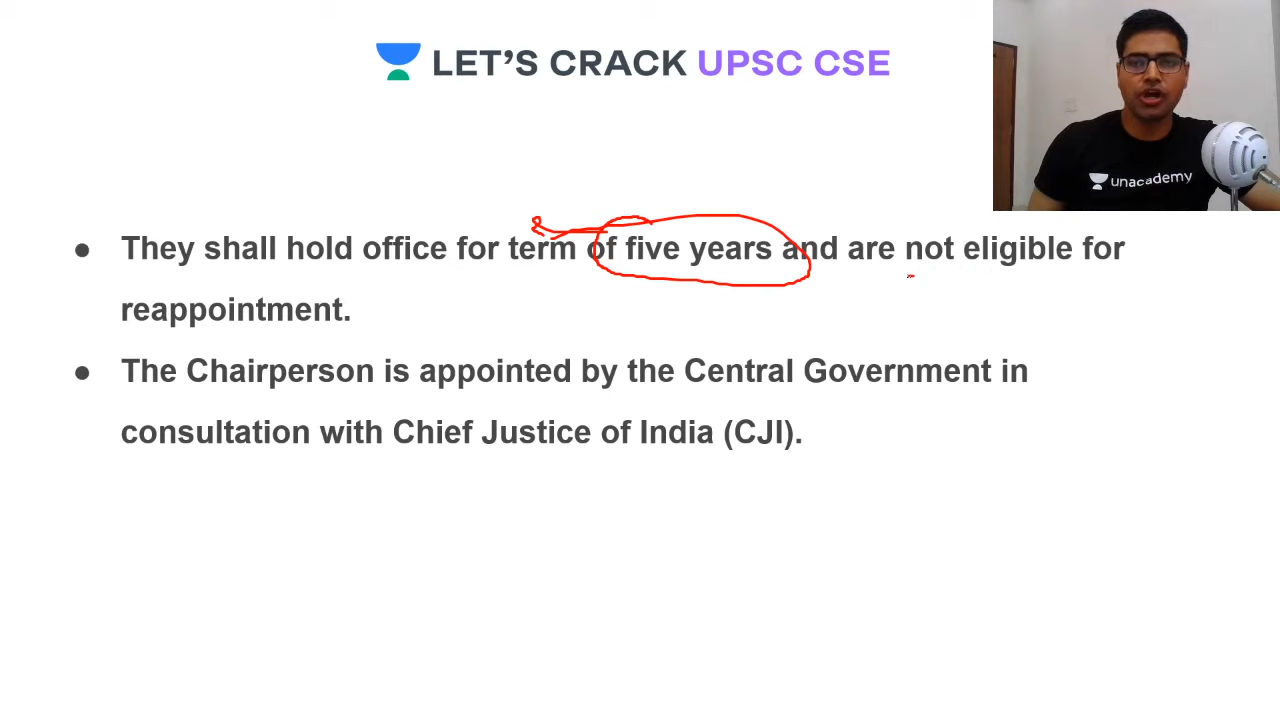 LET'S CRACK UPSC CSE
unacademy
● They shall hold office for term of five years and are not eligible for
reappointment.
● The Chairperson is appointed by the Central Government in
consultation with Chief Justice of India (CJI).